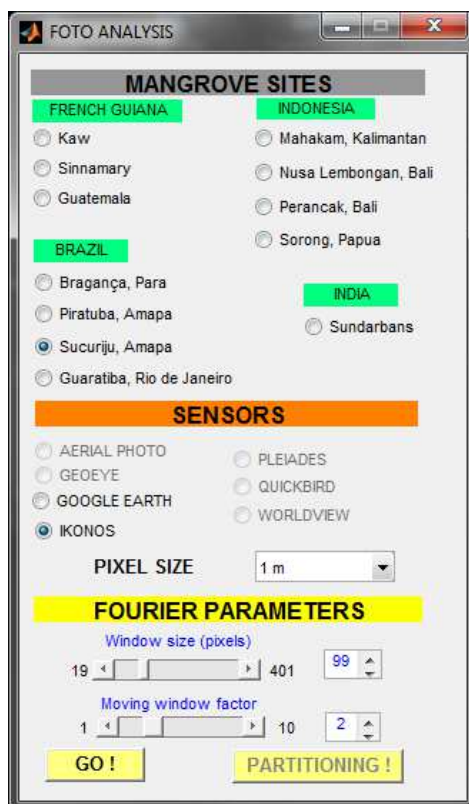 FOTO ANALYSIS
MANGROVE SITES
FRENCH GUIANA
Kaw
Sinnamary
Guatemala
INDONESIA
Mahakam, Kalimantan
Nusa Lembongan, Bali
Perancak, Bali
Sorong, Papua
BRAZIL
Bragança, Para
Piratuba, Amapa
Sucuriju, Amapa
Guaratiba, Rio de Janeiro
INDIA
Sundarbans
SENSORS
AERIAL PHOTO
GEOEYE
GOOGLE EARTH
IKONOS
PLEIADES
QUICKBIRD
WORLDVIEW
PIXEL SIZE 1 m
FOURIER PARAMETERS
Window size (pixels)
19 401 99
Moving window factor
1 10 2
GO ! PARTITIONING !